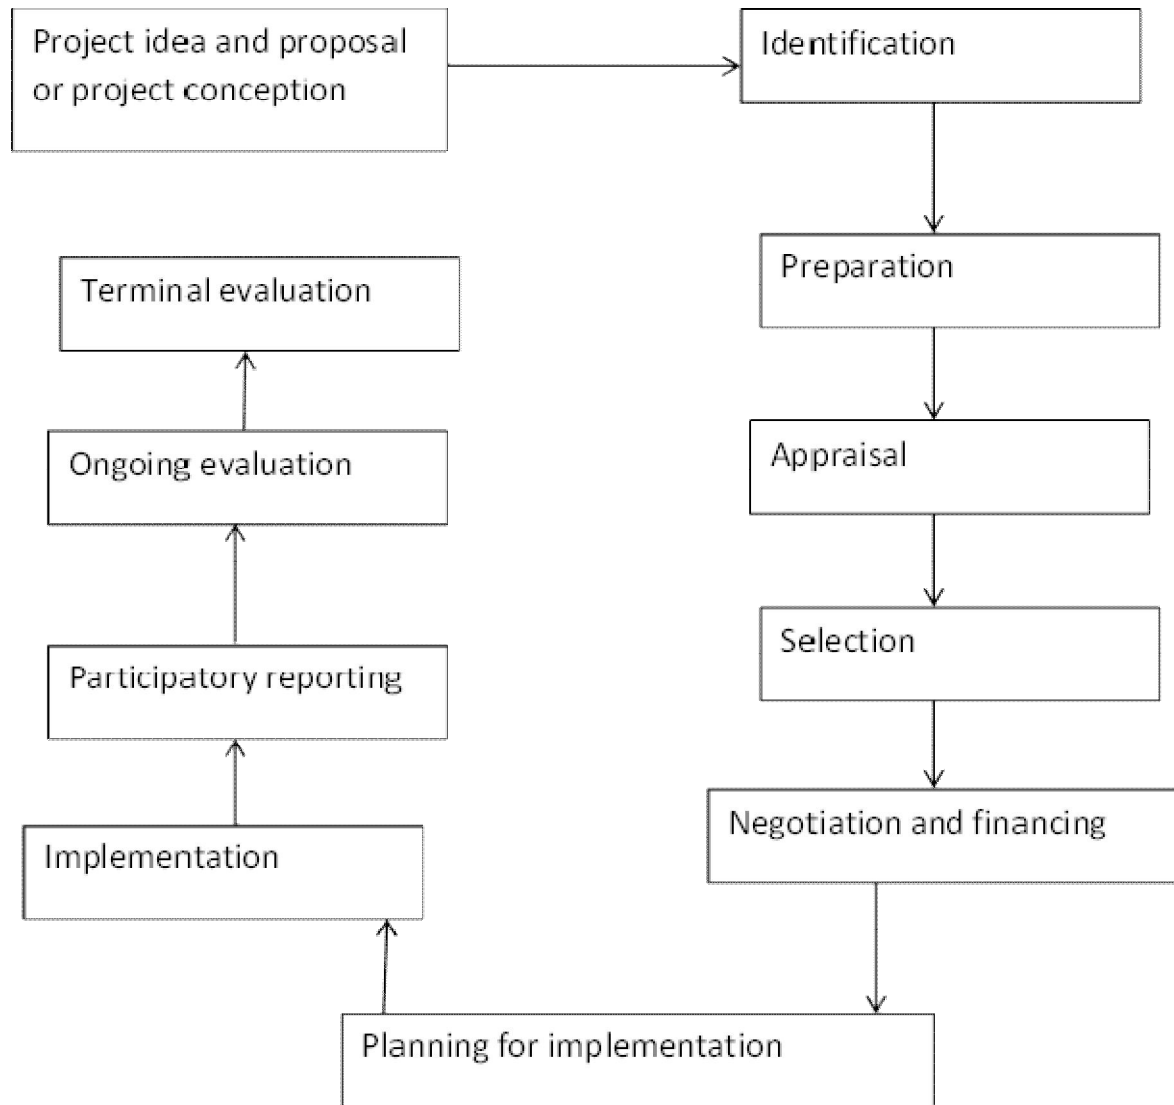 Project idea and proposal
or project conception
Identification
Preparation
Appraisal
Selection
Negotiation and financing
Planning for implementation
Implementation
Participatory reporting
Ongoing evaluation
Terminal evaluation